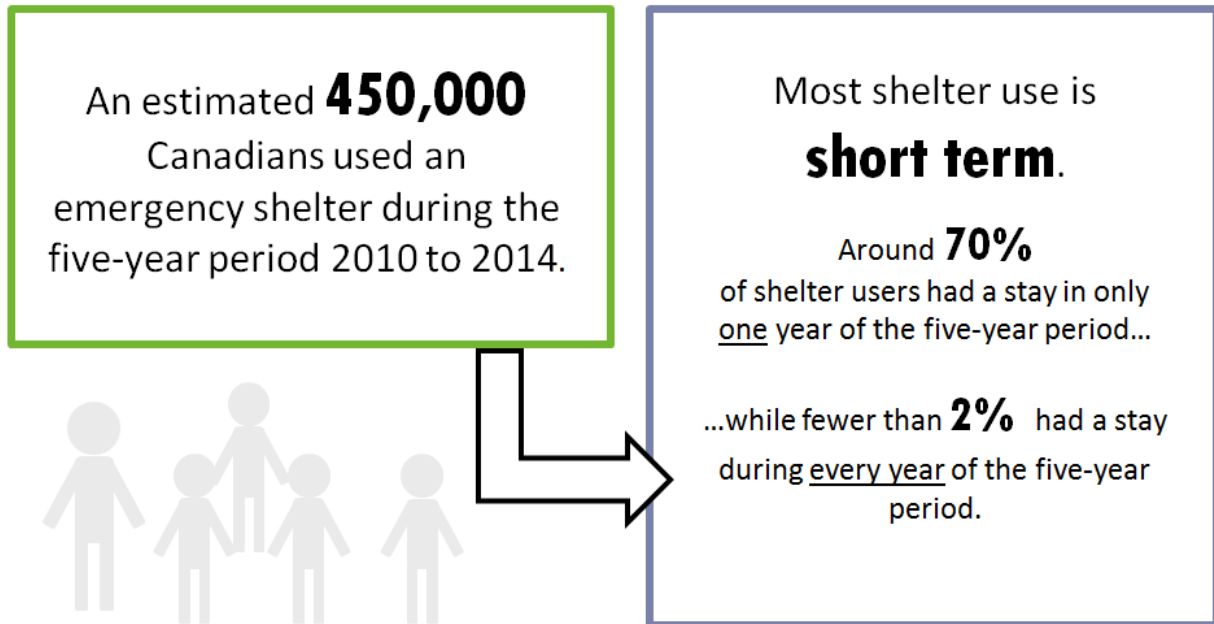 An estimated 450,000
Canadians used an
emergency shelter during the
five-year period 2010 to 2014.
Most shelter use is
short term.
Around 70%
of shelter users had a stay in only
one year of the five-year period...
...while fewer than 2% had a stay
during every year of the five-year
period.